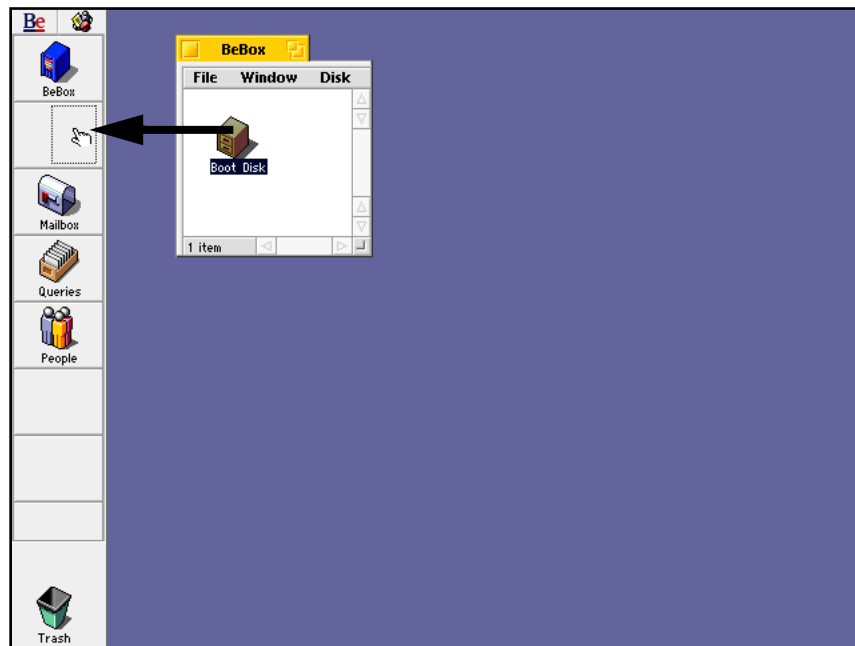 Be
BeBox
BeBox
File Window Disk
Boot Disk
1 item
Mailbox
Queries
People
Trash